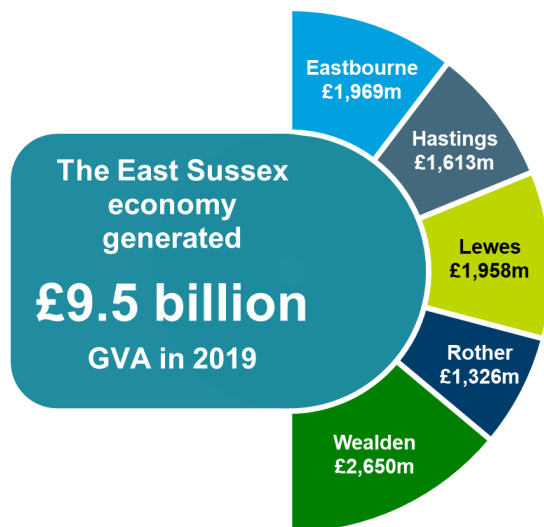 The East Sussex
economy
generated
£9.5 billion
GVA in 2019
Eastbourne
£1,969m
Hastings
£1,613m
Lewes
£1,958m
Rother
£1,326m
Wealden
£2,650m